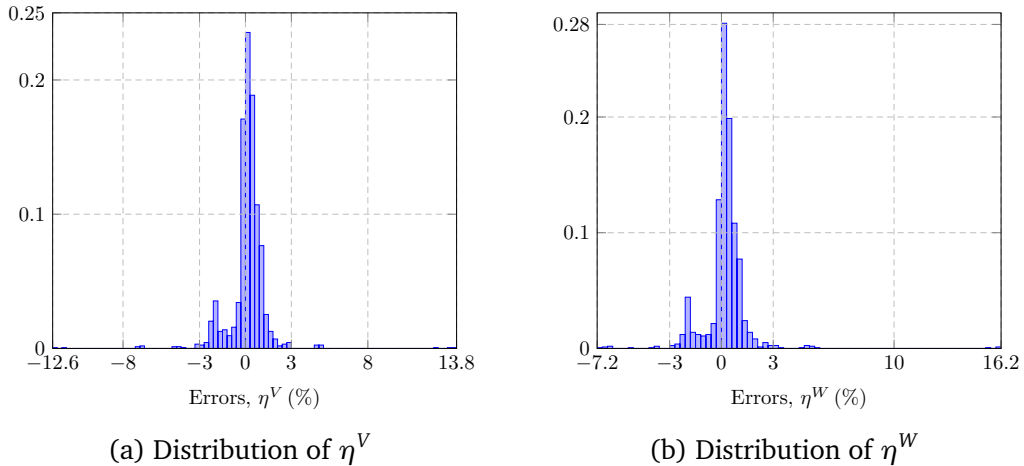 0.25
0.2
0.1
0
−12.6 −8 −3 0 3 8 13.8
Errors, η^V (%)
(a) Distribution of η^V
0.28
0.2
0.1
0
−7.2 −3 0 3 10 16.2
Errors, η^W (%)
(b) Distribution of η^W